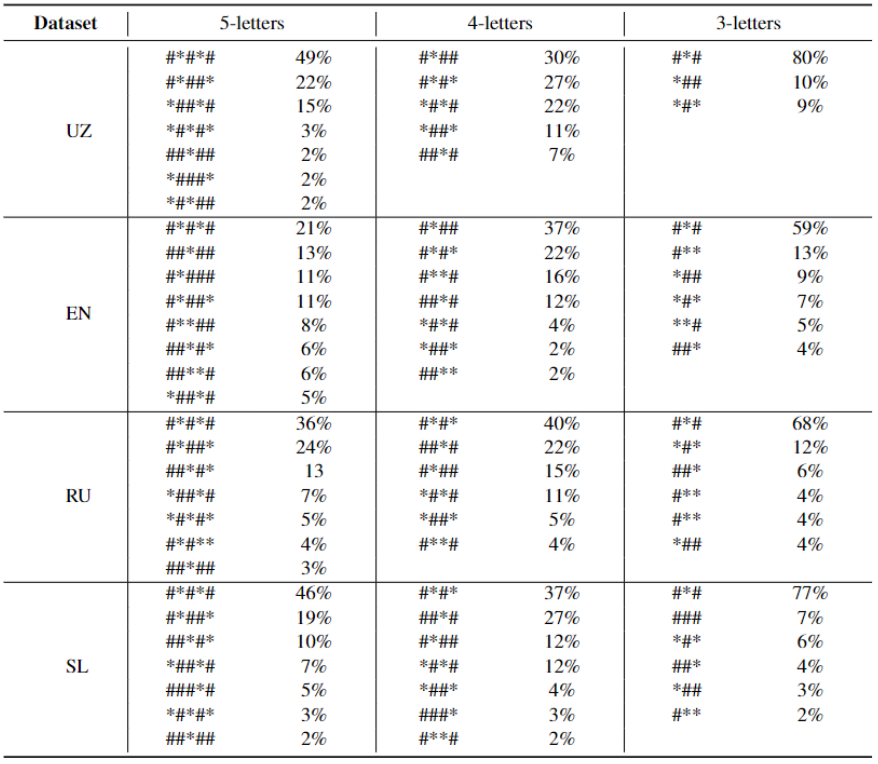 Dataset 5-letters 4-letters 3-letters
#*#*# 49% #*## 30% #*# 80%
#*##* 22% #*#* 27% *## 10%
*##*# 15% *#*# 22% *#* 9%
UZ *#*#* 3% *##* 11%
##*## 2% ##*# 7%
*###* 2%
*#*## 2%
#*#*# 21% #*## 37% #*# 59%
##*## 13% #*#* 22% #** 13%
#*### 11% #**# 16% *## 9%
#*##* 11% ##*# 12% *#* 7%
EN #**## 8% *#*# 4% **# 5%
##*#* 6% *##* 2% ##* 4%
##**# 6% ##** 2%
*##*# 5%
#*#*# 36% #*#* 40% #*# 68%
#*##* 24% ##*# 22% *#* 12%
##*#* 13 #*## 15% ##* 6%
RU *##*# 7% *#*# 11% #** 4%
*#*#* 5% *##* 5% #** 4%
#*#** 4% #**# 4% *## 4%
##*## 3%
#*#*# 46% #*#* 37% #*# 77%
#*##* 19% ##*# 27% ### 7%
##*#* 10% #*## 12% *#* 6%
SL *##*# 7% *#*# 12% ##* 4%
###*# 5% *##* 4% *## 3%
*#*#* 3% ###* 3% #** 2%
##*## 2% #**# 2%